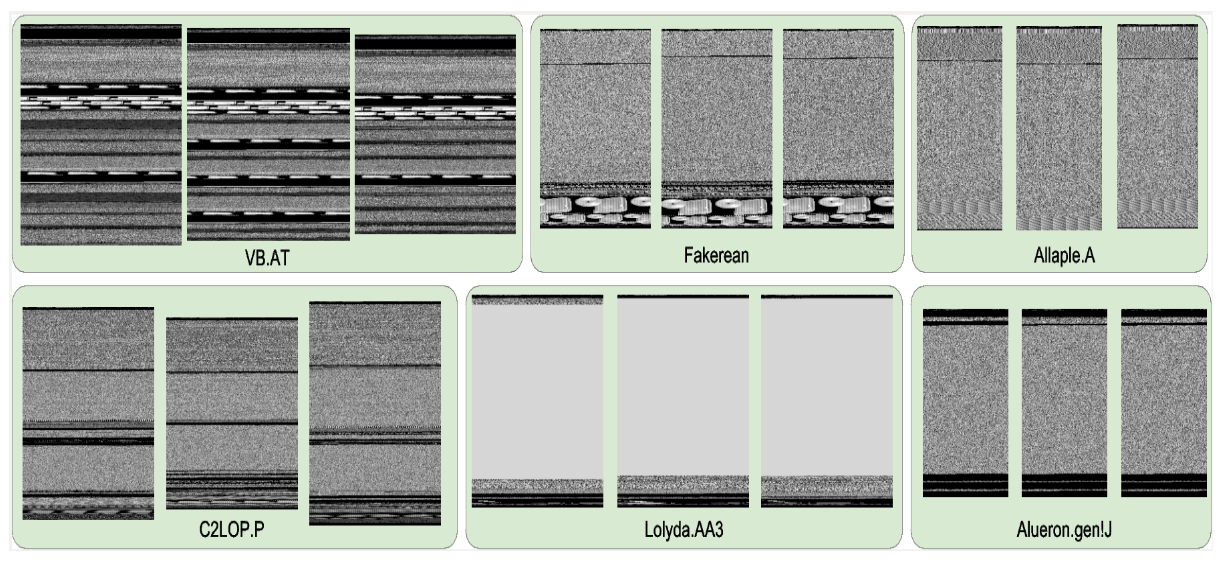 VB.AT
Fakerean
Allaple.A
C2LOP.P
Lolyda.AA3
Alueron.gen!J